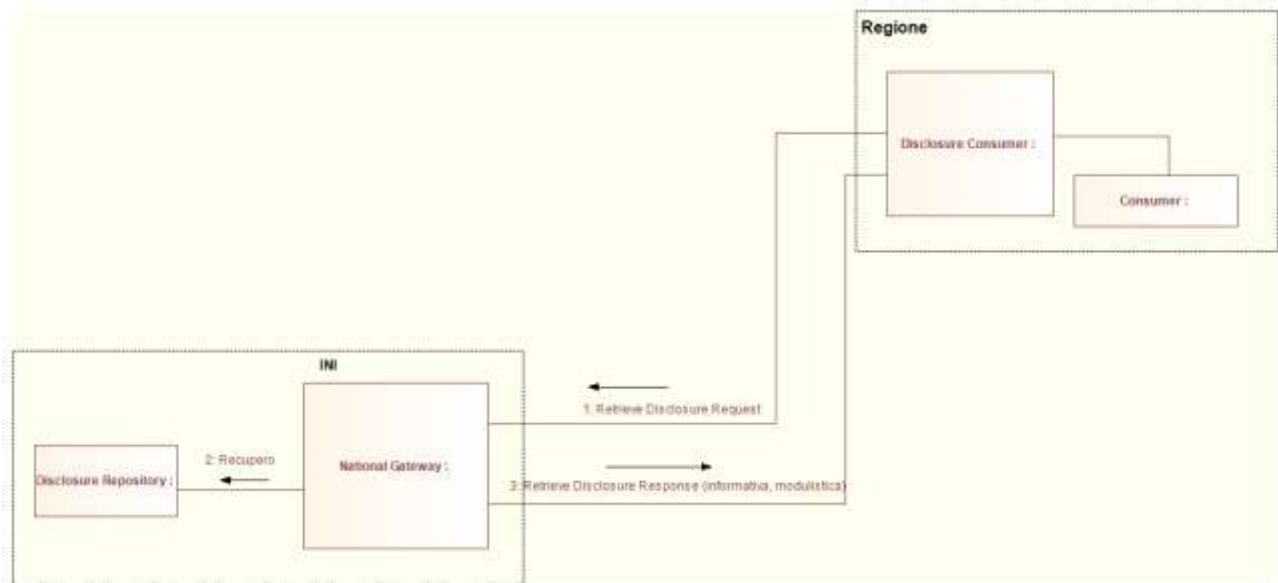 Regione
Disclosure Consumer :
Consumer :
INI
1: Retrieve Disclosure Request
National Gateway :
2: Recupero
Disclosure Repository :
3: Retrieve Disclosure Response (informativa, modulistica)